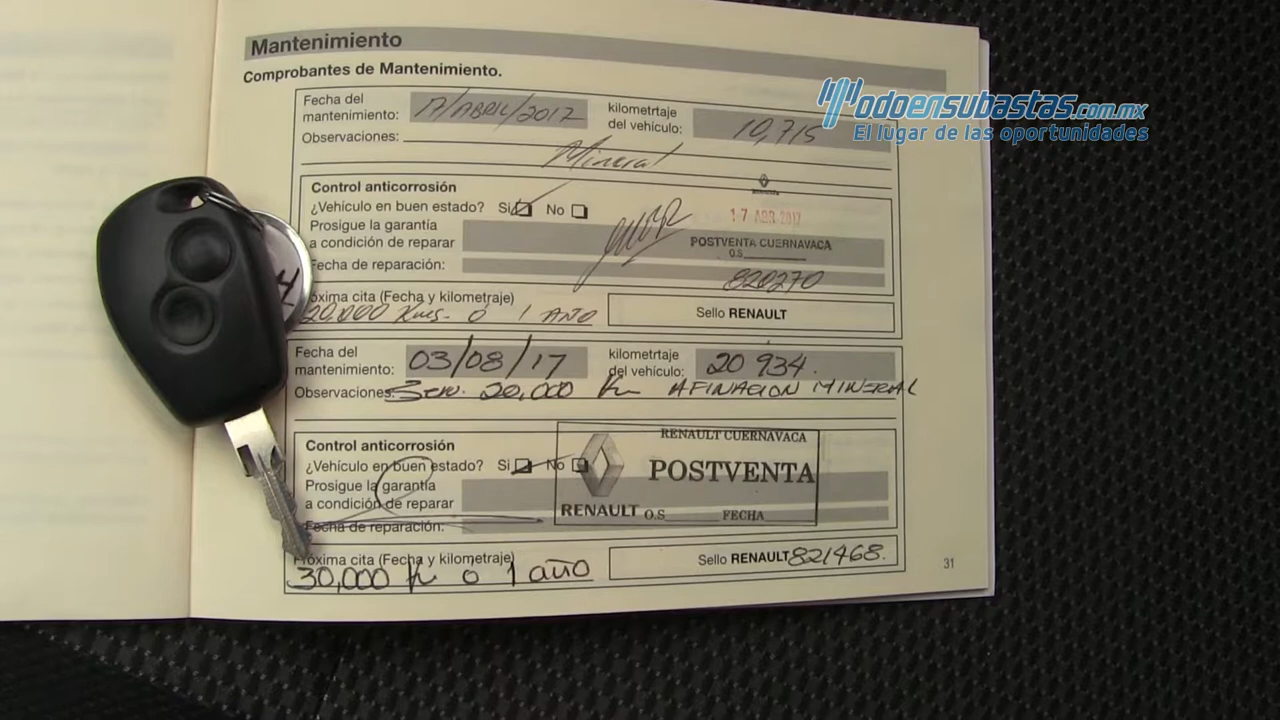 Mantenimiento
Comprobantes de Mantenimiento.
Todoensubastas.com.mx
El lugar de las oportunidades
Fecha del mantenimiento: 17/ABRIL/2017 kilometrtaje del vehículo: 10,715
Observaciones: Mineral
Control anticorrosión
¿Vehículo en buen estado? Si No
Prosigue la garantía
a condición de reparar
17 ABR 2017
POSTVENTA CUERNAVACA
O.S.
Fecha de reparación: 820270
óxima cita (Fecha y kilometraje)
20,000 Kms. ó 1 AÑO
Sello RENAULT
4
Fecha del mantenimiento: 03/08/17 kilometrtaje del vehículo: 20 934.
Observaciones: Serv. 20,000 Km AFINACION MINERAL
Control anticorrosión
¿Vehículo en buen estado? Si No
Prosigue la garantía
a condición de reparar
Fecha de reparación:
RENAULT CUERNAVACA
POSTVENTA
RENAULT O.S. FECHA
róxima cita (Fecha y kilometraje)
30,000 K ó 1 año
Sello RENAULT 821468.
31